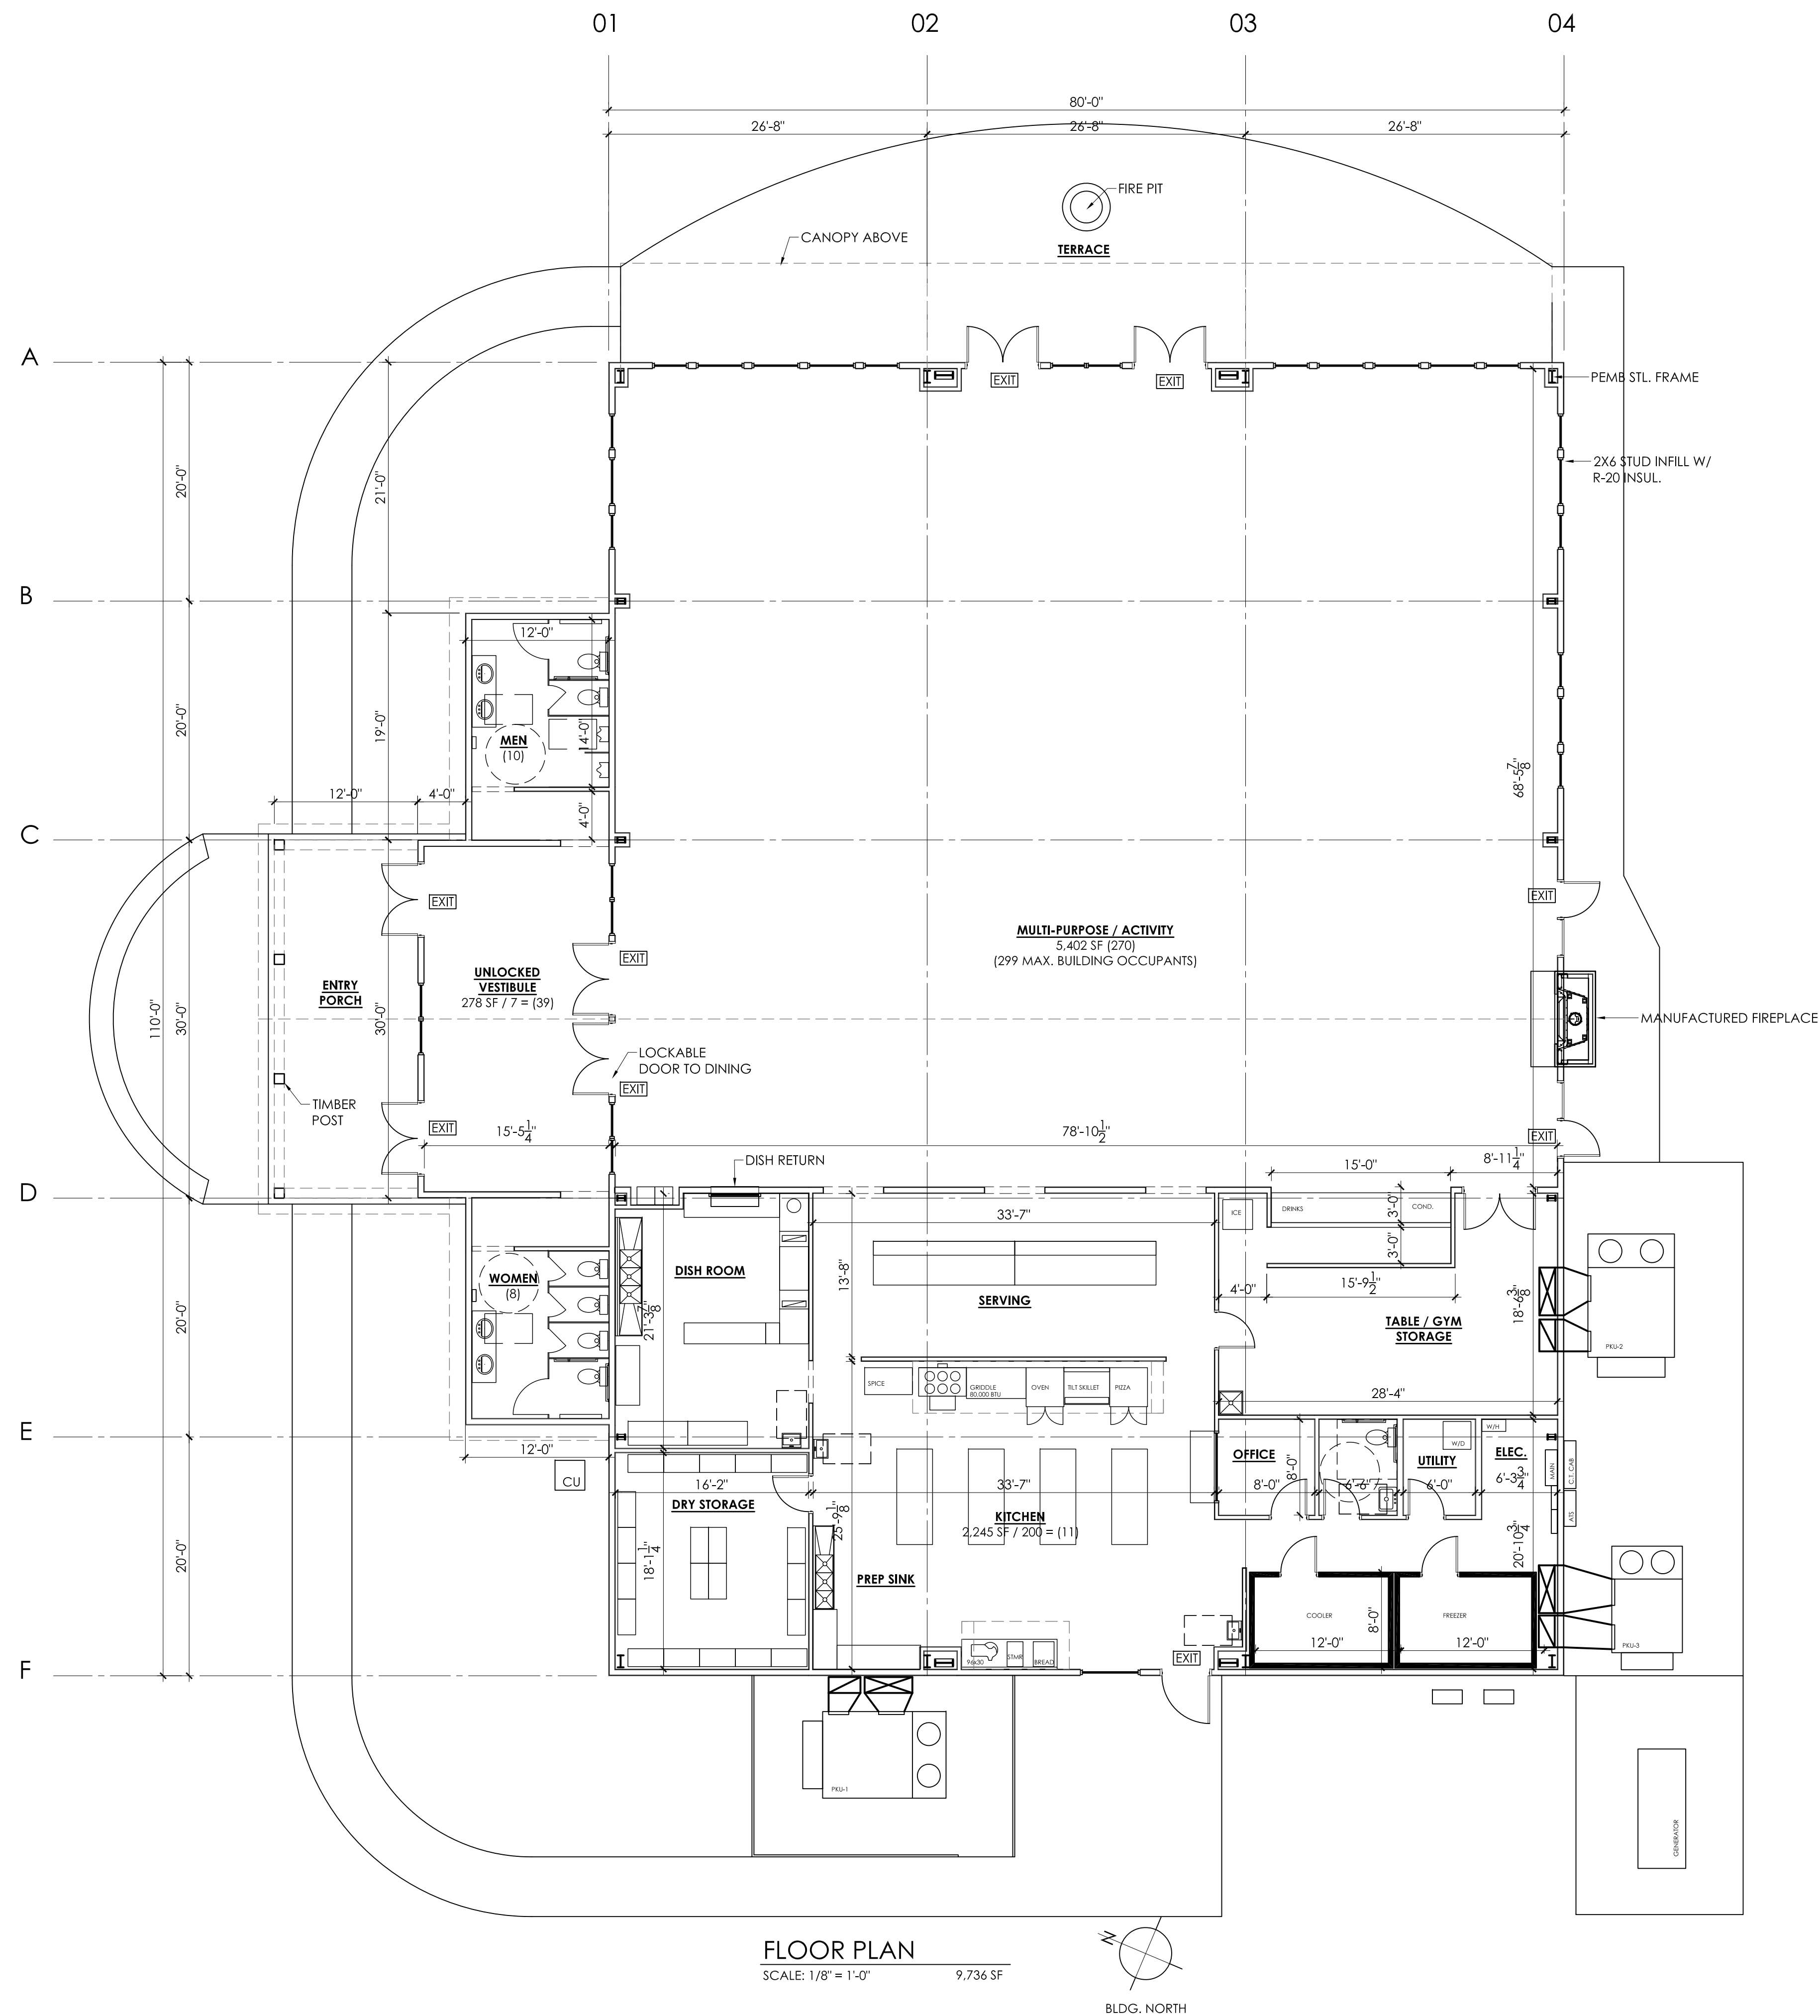 01
02
03
04
80'-0"
26'-8"
26'-8"
26'-8"
FIRE PIT
CANOPY ABOVE
TERRACE
A
EXIT
EXIT
PEMB STL. FRAME
20'-0"
21'-0"
2X6 STUD INFILL W/
R-20 INSUL.
B
12'-0"
20'-0"
19'-0"
MEN
(10)
14'-0"
68'-5 7/8"
12'-0"
4'-0"
4'-0"
C
EXIT
EXIT
MULTI-PURPOSE / ACTIVITY
5,402 SF (270)
(299 MAX. BUILDING OCCUPANTS)
EXIT
UNLOCKED
VESTIBULE
278 SF / 7 = (39)
ENTRY
PORCH
110'-0"
30'-0"
30'-0"
MANUFACTURED FIREPLACE
LOCKABLE
DOOR TO DINING
EXIT
TIMBER
POST
EXIT
15'-5 1/4"
78'-10 1/2"
EXIT
DISH RETURN
15'-0"
8'-11 1/4"
D
ICE
DRINKS
COND.
3'-0"
33'-7"
3'-0"
DISH ROOM
WOMEN
(8)
13'-8"
SERVING
4'-0"
15'-9 1/2"
20'-0"
21'-3 7/8"
TABLE / GYM
STORAGE
18'-6 3/8"
PKU-2
SPICE
GRIDDLE
80,000 BTU
OVEN
TILT SKILLET
PIZZA
28'-4"
E
12'-0"
CU
OFFICE
8'-0"
W/D
W/H
UTILITY
ELEC.
6'-3 3/4"
MAIN
C.T. CAB
16'-2"
33'-7"
8'-0"
6'-6"
6'-0"
DRY STORAGE
25'-9 1/8"
KITCHEN
2,245 SF / 200 = (11)
ATS
20'-0"
18'-1 1/4"
20'-10 3/4"
PREP SINK
COOLER
8'-0"
FREEZER
12'-0"
12'-0"
PKU-3
F
96x30
STMR
BREAD
EXIT
PKU-1
GENERATOR
FLOOR PLAN
SCALE: 1/8" = 1'-0"
9,736 SF
N
BLDG. NORTH